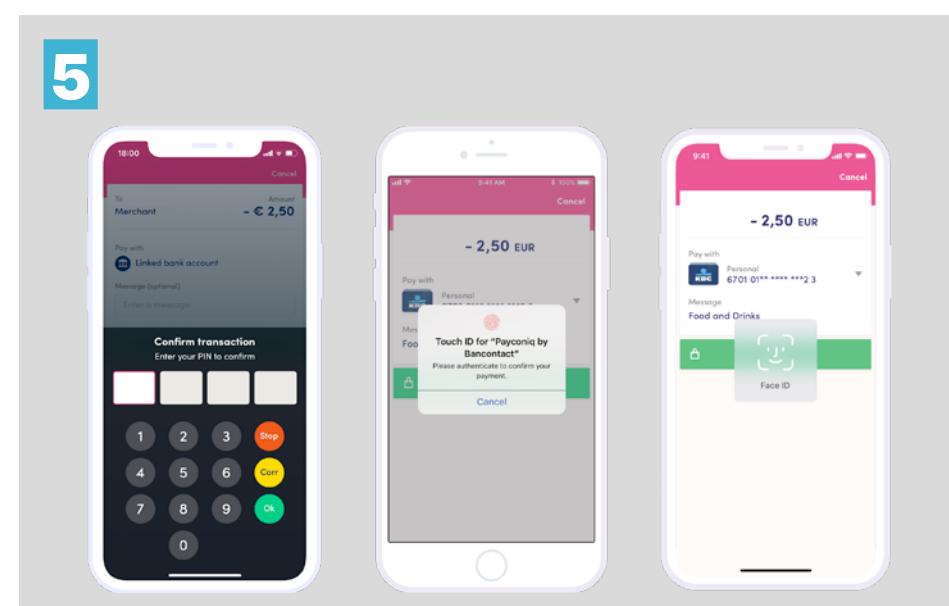 5
18:00
Cancel
To
Amount
Merchant
- € 2,50
Pay with
Linked bank account
Message (optional)
Enter a message
Confirm transaction
Enter your PIN to confirm
1 2 3 Stop
4 5 6 Corr
7 8 9 Ok
0
9:41 AM
100%
Cancel
- 2,50 EUR
Pay with
KBC
Personal
Touch ID for "Payconiq by
Bancontact"
Please authenticate to confirm your
payment.
Cancel
9:41
Cancel
- 2,50 EUR
Pay with
KBC
Personal
6701 01** **** ***2 3
Message
Food and Drinks
Face ID